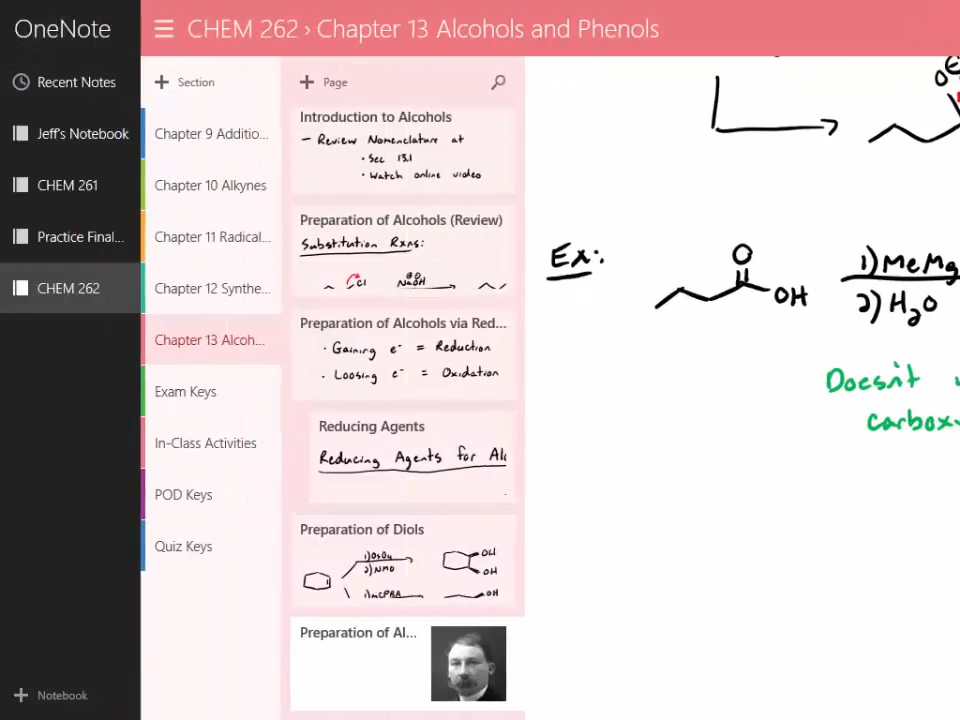 OneNote
Recent Notes
Jeff's Notebook
CHEM 261
Practice Final...
CHEM 262
Notebook
CHEM 262 › Chapter 13 Alcohols and Phenols
Section
Chapter 9 Additio...
Chapter 10 Alkynes
Chapter 11 Radical...
Chapter 12 Synthe...
Chapter 13 Alcoh...
Exam Keys
In-Class Activities
POD Keys
Quiz Keys
Page
Introduction to Alcohols
- Review Nomenclature at
· Sec 13.1
· Watch online video
Preparation of Alcohols (Review)
Substitution Rxns:
Cl NaOH
Preparation of Alcohols via Red...
· Gaining e⁻ = Reduction
· Loosing e⁻ = Oxidation
Reducing Agents
Reducing Agents for Al
Preparation of Diols
1) OsO4
2) NMO
OH
OH
1) mCPBA
OH
Preparation of Al...
Ex:
O
OH
1) MeMg
2) H₂O
Doesn't
carbox